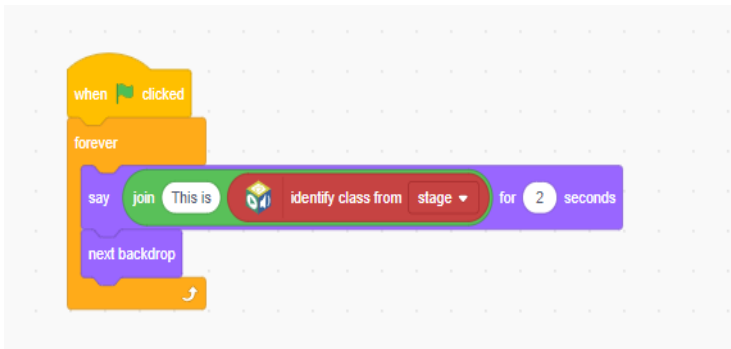 when clicked
forever
say join This is identify class from stage for 2 seconds
next backdrop